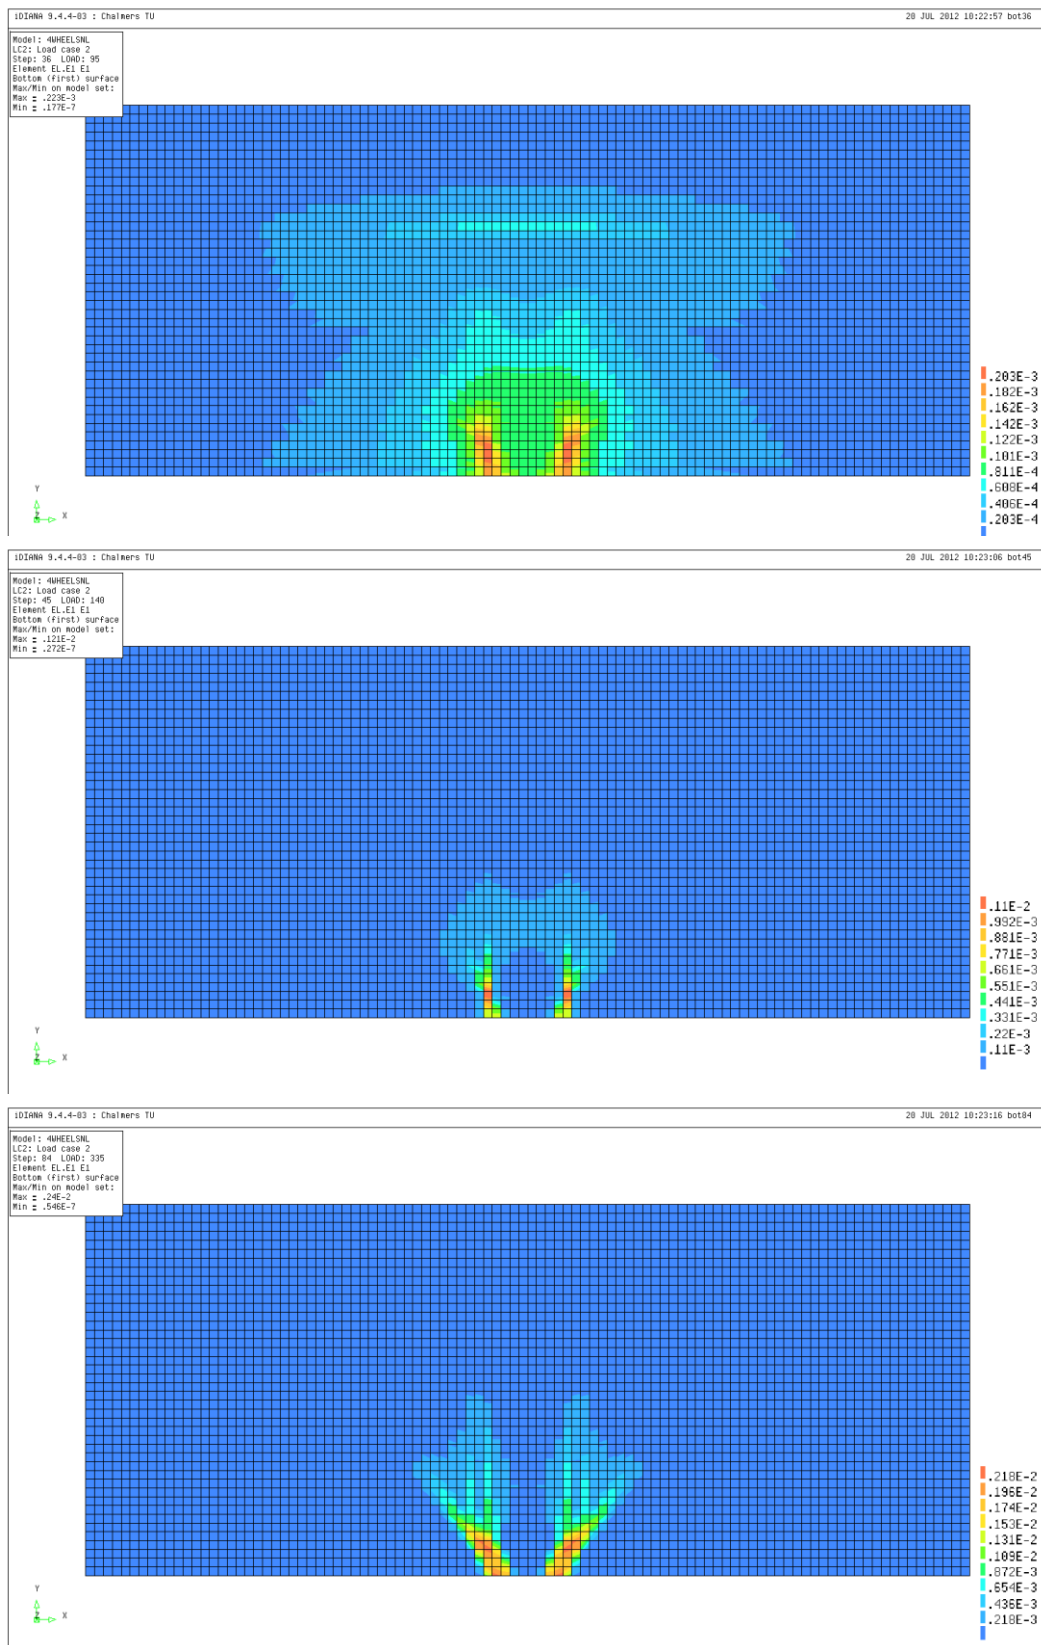 iDIANA 9.4.4-03 : Chalmers TU
20 JUL 2012 10:22:57 bot36
Model: 4WHEELSNL
LC2: Load case 2
Step: 36 LOAD: 95
Element EL.E1 E1
Bottom (first) surface
Max/Min on model set:
Max = .223E-3
Min = .177E-7
.203E-3
.182E-3
.162E-3
.142E-3
.122E-3
.101E-3
.811E-4
.608E-4
.406E-4
.203E-4
Y
Z X
iDIANA 9.4.4-03 : Chalmers TU
20 JUL 2012 10:23:06 bot45
Model: 4WHEELSNL
LC2: Load case 2
Step: 45 LOAD: 140
Element EL.E1 E1
Bottom (first) surface
Max/Min on model set:
Max = .121E-2
Min = .272E-7
.11E-2
.992E-3
.881E-3
.771E-3
.661E-3
.551E-3
.441E-3
.331E-3
.22E-3
.11E-3
Y
Z X
iDIANA 9.4.4-03 : Chalmers TU
20 JUL 2012 10:23:16 bot84
Model: 4WHEELSNL
LC2: Load case 2
Step: 84 LOAD: 335
Element EL.E1 E1
Bottom (first) surface
Max/Min on model set:
Max = .24E-2
Min = .546E-7
.218E-2
.196E-2
.174E-2
.153E-2
.131E-2
.109E-2
.872E-3
.654E-3
.436E-3
.218E-3
Y
Z X